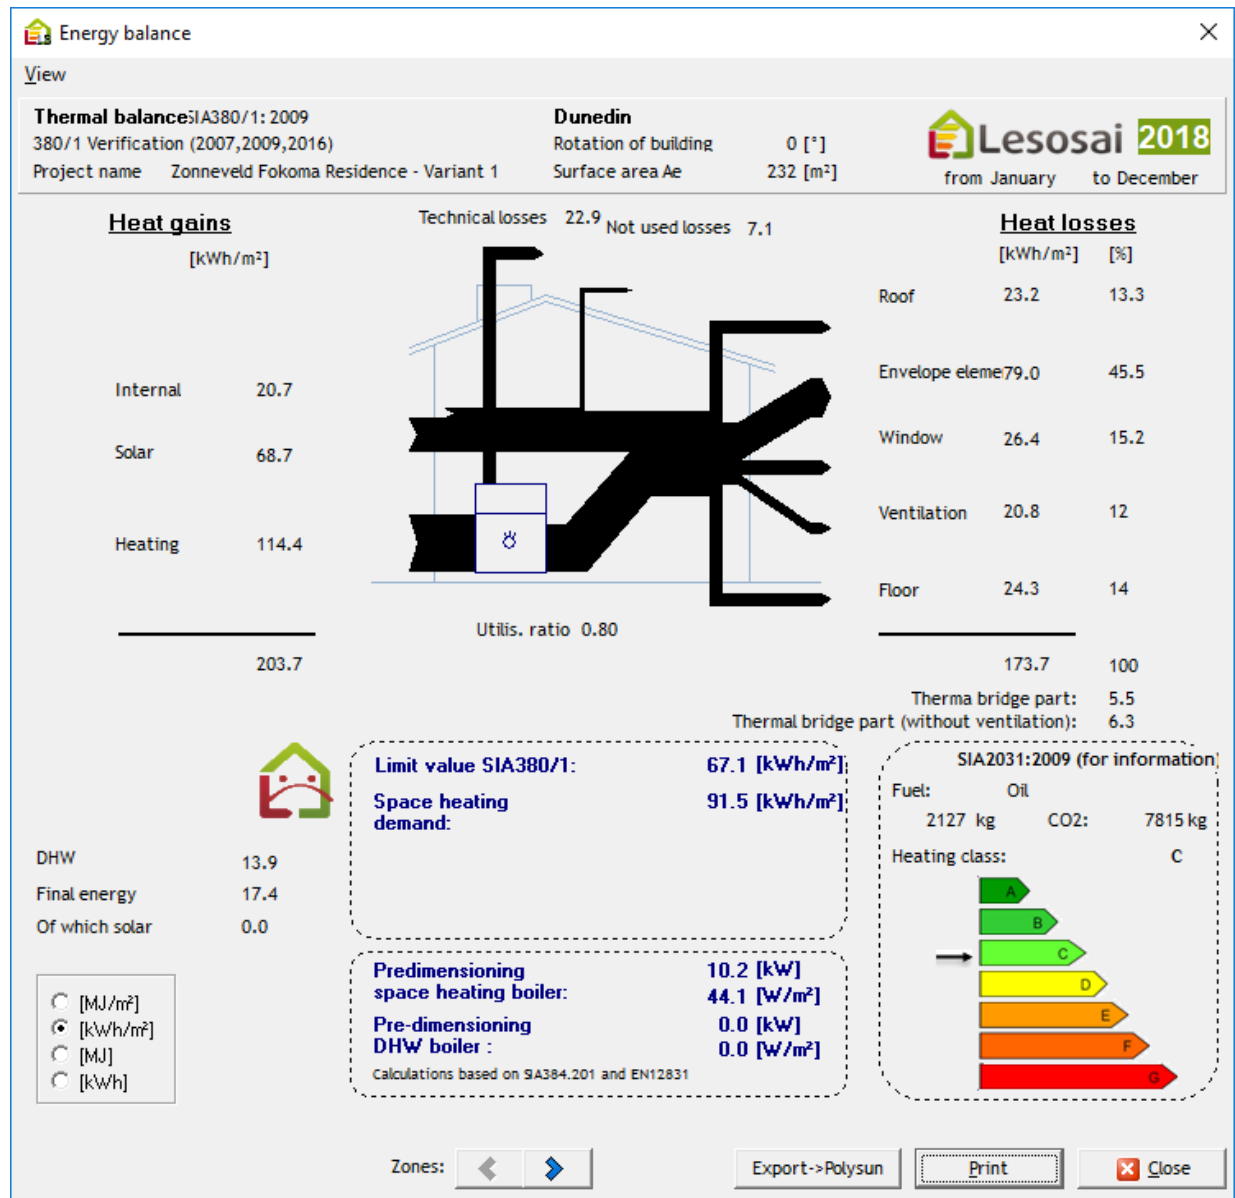 Energy balance
View
Thermal balance SIA380/1: 2009
380/1 Verification (2007,2009,2016)
Project name Zonneveld Fokoma Residence - Variant 1
Dunedin
Rotation of building 0 [°]
Surface area Ae 232 [m²]
Lesosai 2018
from January to December
Heat gains
[kWh/m²]
Technical losses 22.9
Not used losses 7.1
Heat losses
[kWh/m²] [%]
Roof 23.2 13.3
Envelope eleme 79.0 45.5
Internal 20.7
Window 26.4 15.2
Solar 68.7
Ventilation 20.8 12
Heating 114.4
Floor 24.3 14
Utilis. ratio 0.80
203.7
173.7 100
Therma bridge part: 5.5
Thermal bridge part (without ventilation): 6.3
Limit value SIA380/1: 67.1 [kWh/m²]
Space heating 91.5 [kWh/m²]
demand:
SIA2031:2009 (for information)
Fuel: Oil
2127 kg CO2: 7815 kg
Heating class: C
A
B
C
D
E
F
G
DHW 13.9
Final energy 17.4
Of which solar 0.0
Predimensioning 10.2 [kW]
space heating boiler: 44.1 [W/m²]
Pre-dimensioning 0.0 [kW]
DHW boiler : 0.0 [W/m²]
Calculations based on SIA384.201 and EN12831
[MJ/m²]
[kWh/m²]
[MJ]
[kWh]
Zones:
Export->Polysun
Print
Close